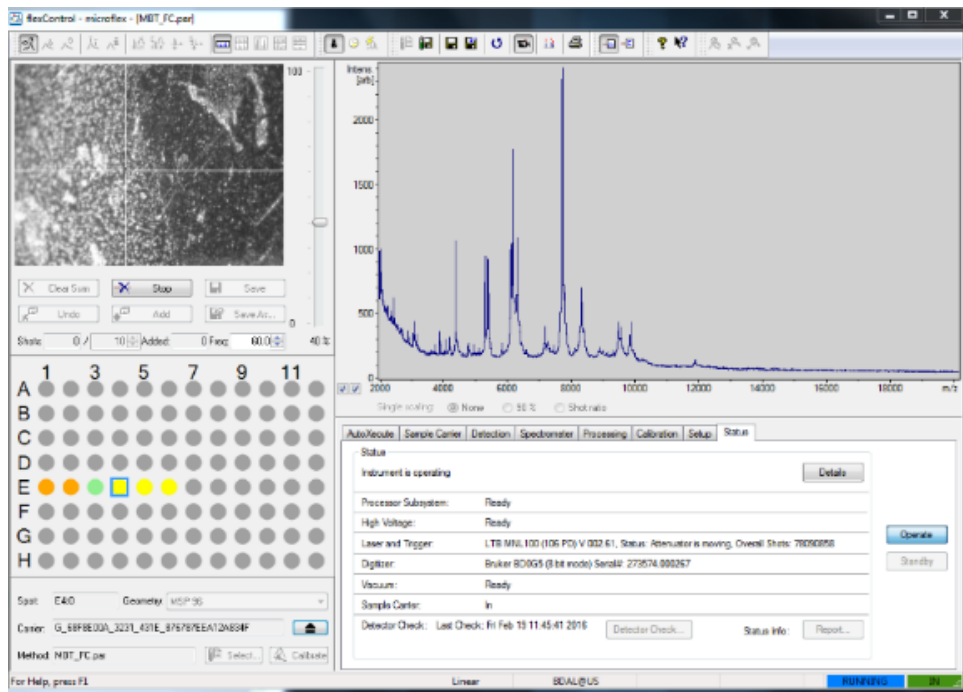 flexControl - microflex - [MBT_FC.par]
100
Clear Sum Stop Save
Undo Add Save As...
0
Shots: 0 / 10 Added: 0 Freq: 60.0 40 %
Intens. [arb]
2000
1500
1000
500
0
2000 4000 6000 8000 10000 12000 14000 16000 18000 m/z
Single scaling: None 50 % Shot ratio
1 3 5 7 9 11
A
B
C
D
E
F
G
H
Spot: E4:0 Geometry: MSP 96
Carrier:
Method: MBT_FC.par Select... Calibrate
AutoXecute Sample Carrier Detection Spectrometer Processing Calibration Setup Status
Status
Instrument is operating Details
Processor Subsystem: Ready
High Voltage: Ready
Laser and Trigger: LTB MNL100 (106 PD) V 002.61, Status: Attenuator is moving, Overall Shots: 78090858
Digitizer: Bruker BD0G5 (8 bit mode) Serial#: 273574.000267
Vacuum: Ready
Sample Carrier: In
Detector Check: Last Check: Fri Feb 19 11:45:41 2016 Detector Check... Status Info: Report...
Operate
Standby
For Help, press F1 Linear BDAL@US RUNNING IN